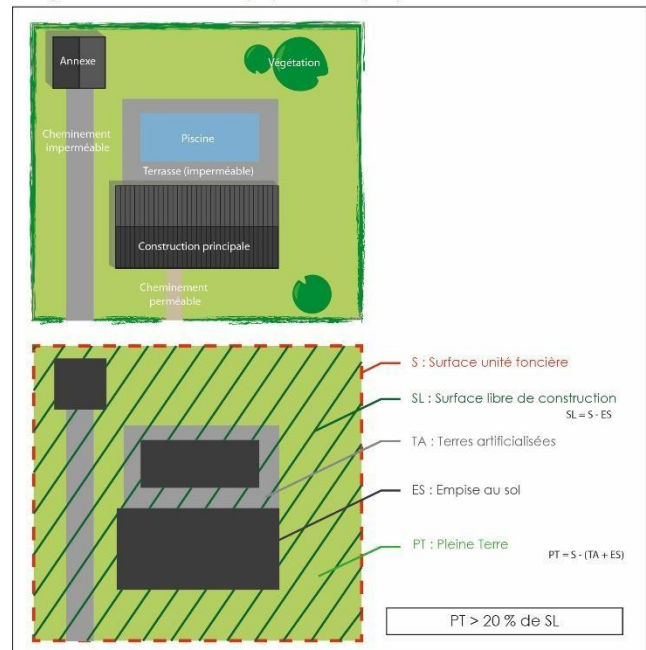 Annexe
Végétation
Cheminement
imperméable
Piscine
Terrasse (imperméable)
Construction principale
Cheminement
perméable
S : Surface unité foncière
SL : Surface libre de construction
SL = S - ES
TA : Terres artificialisées
ES : Empise au sol
PT : Pleine Terre
PT = S - (TA + ES)
PT > 20 % de SL